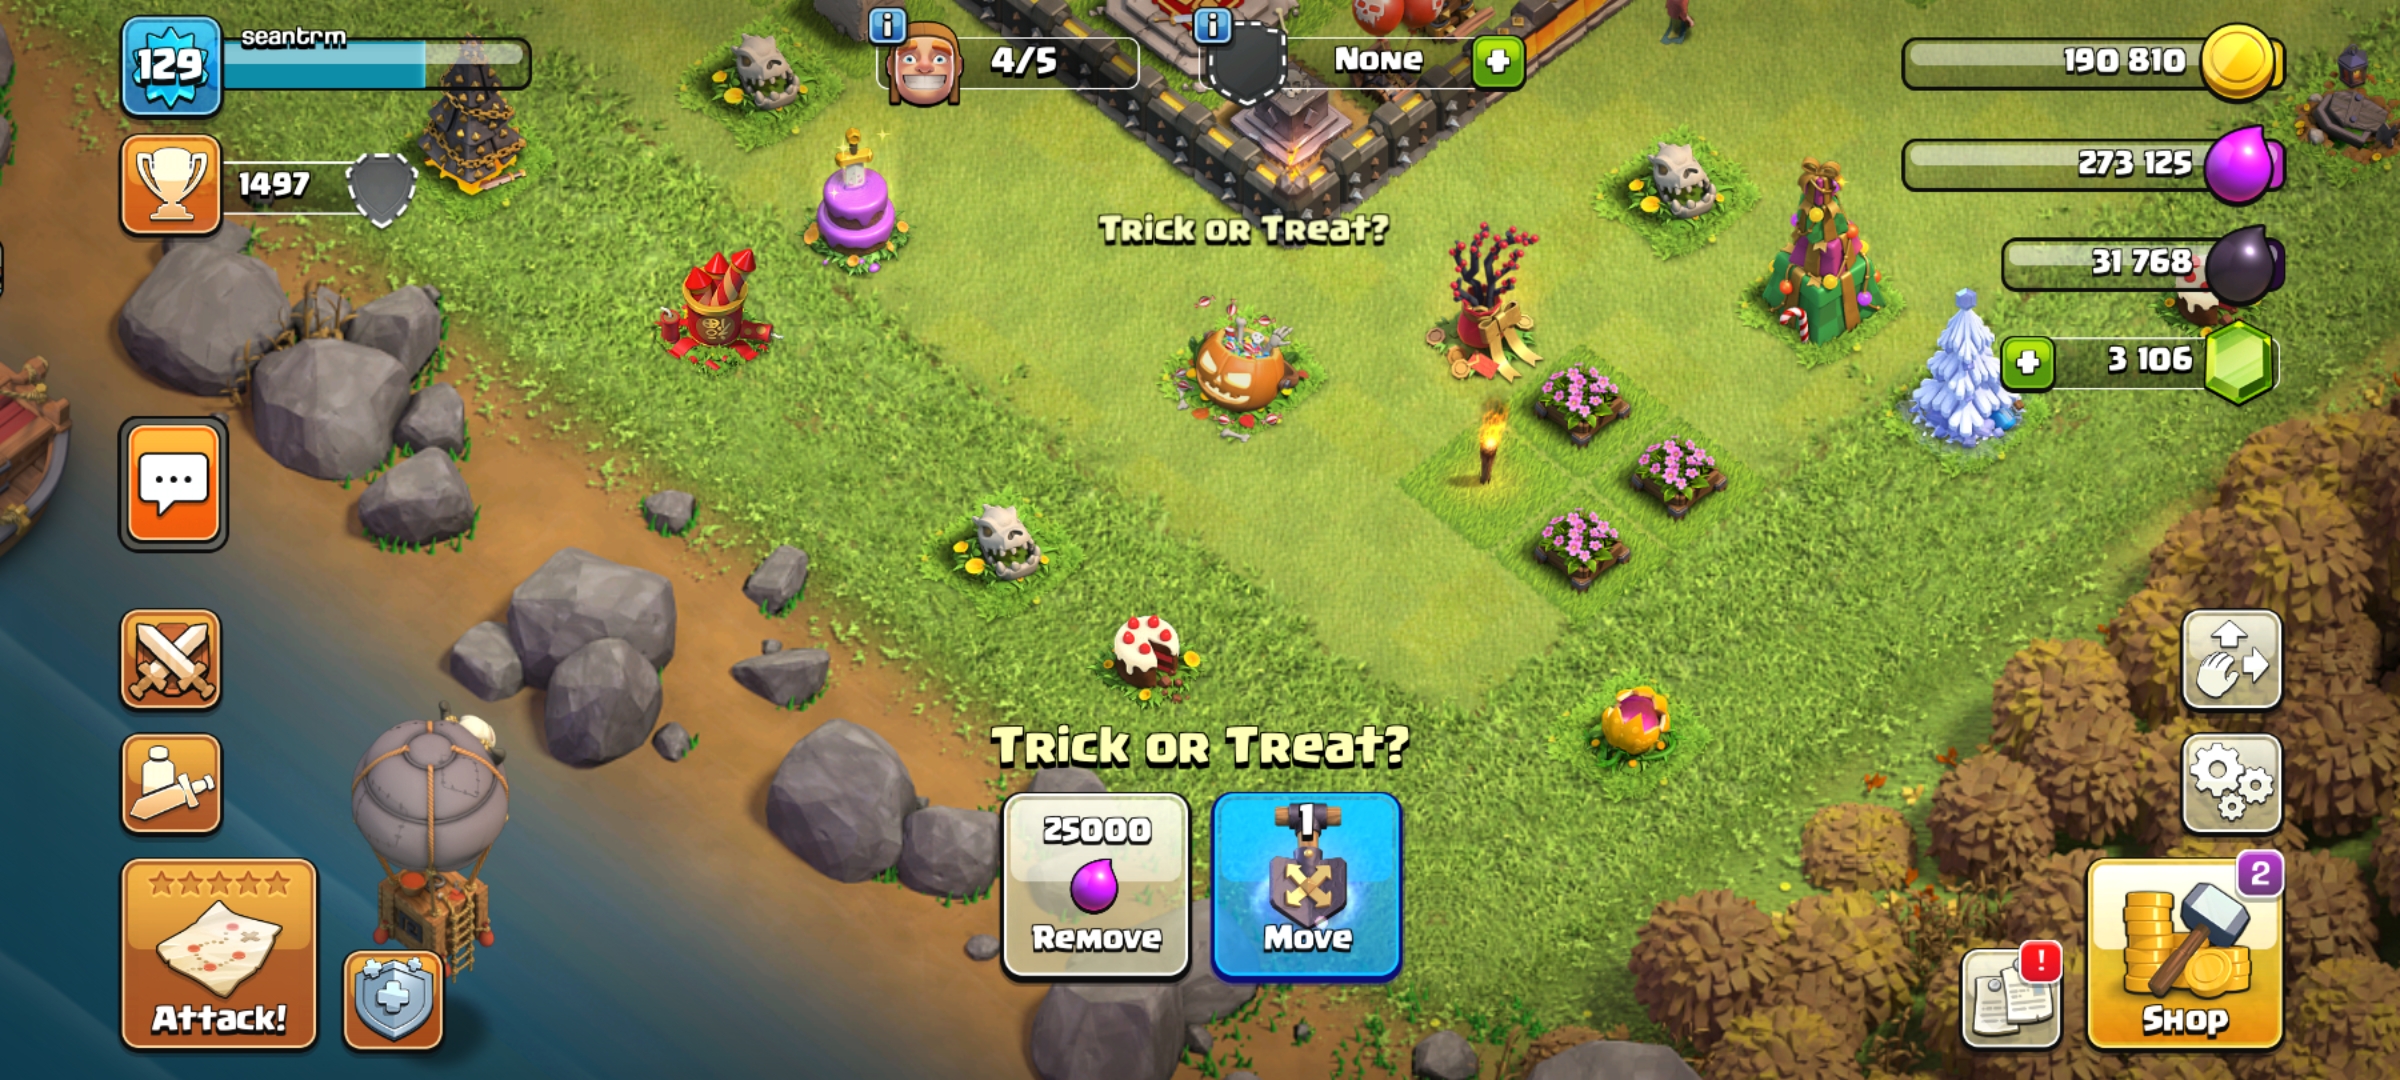 129
seantrm
4/5
None
190 810
1497
273 125
Trick or Treat?
31 768
3 106
Trick or Treat?
25000
Remove
1
Move
Attack!
2
!
Shop